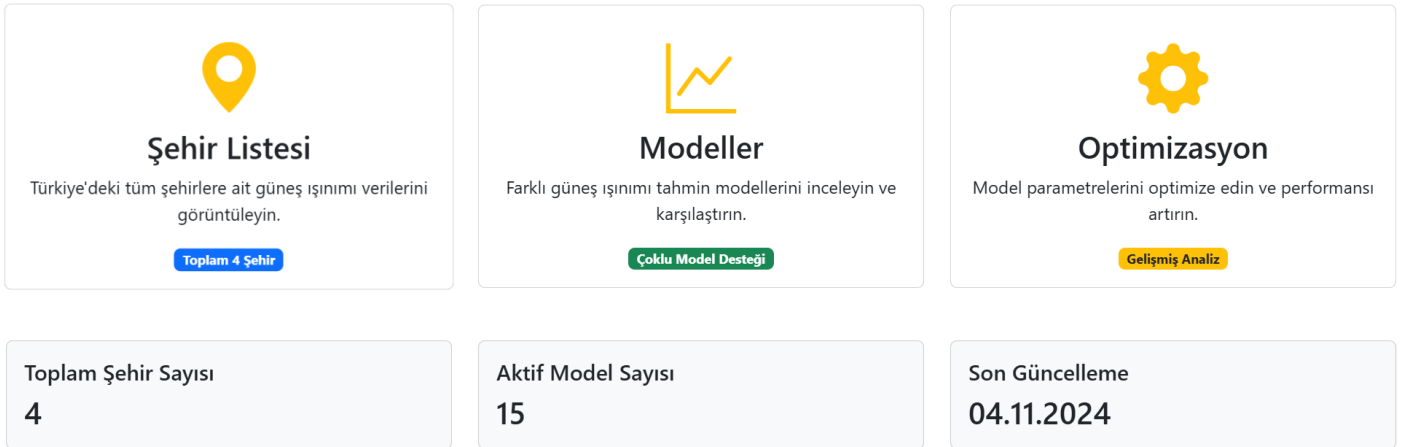 Şehir Listesi
Türkiye'deki tüm şehirlere ait güneş ışınımı verilerini
görüntüleyin.
Toplam 4 Şehir
Modeller
Farklı güneş ışınımı tahmin modellerini inceleyin ve
karşılaştırın.
Çoklu Model Desteği
Optimizasyon
Model parametrelerini optimize edin ve performansı
artırın.
Gelişmiş Analiz
Toplam Şehir Sayısı
4
Aktif Model Sayısı
15
Son Güncelleme
04.11.2024